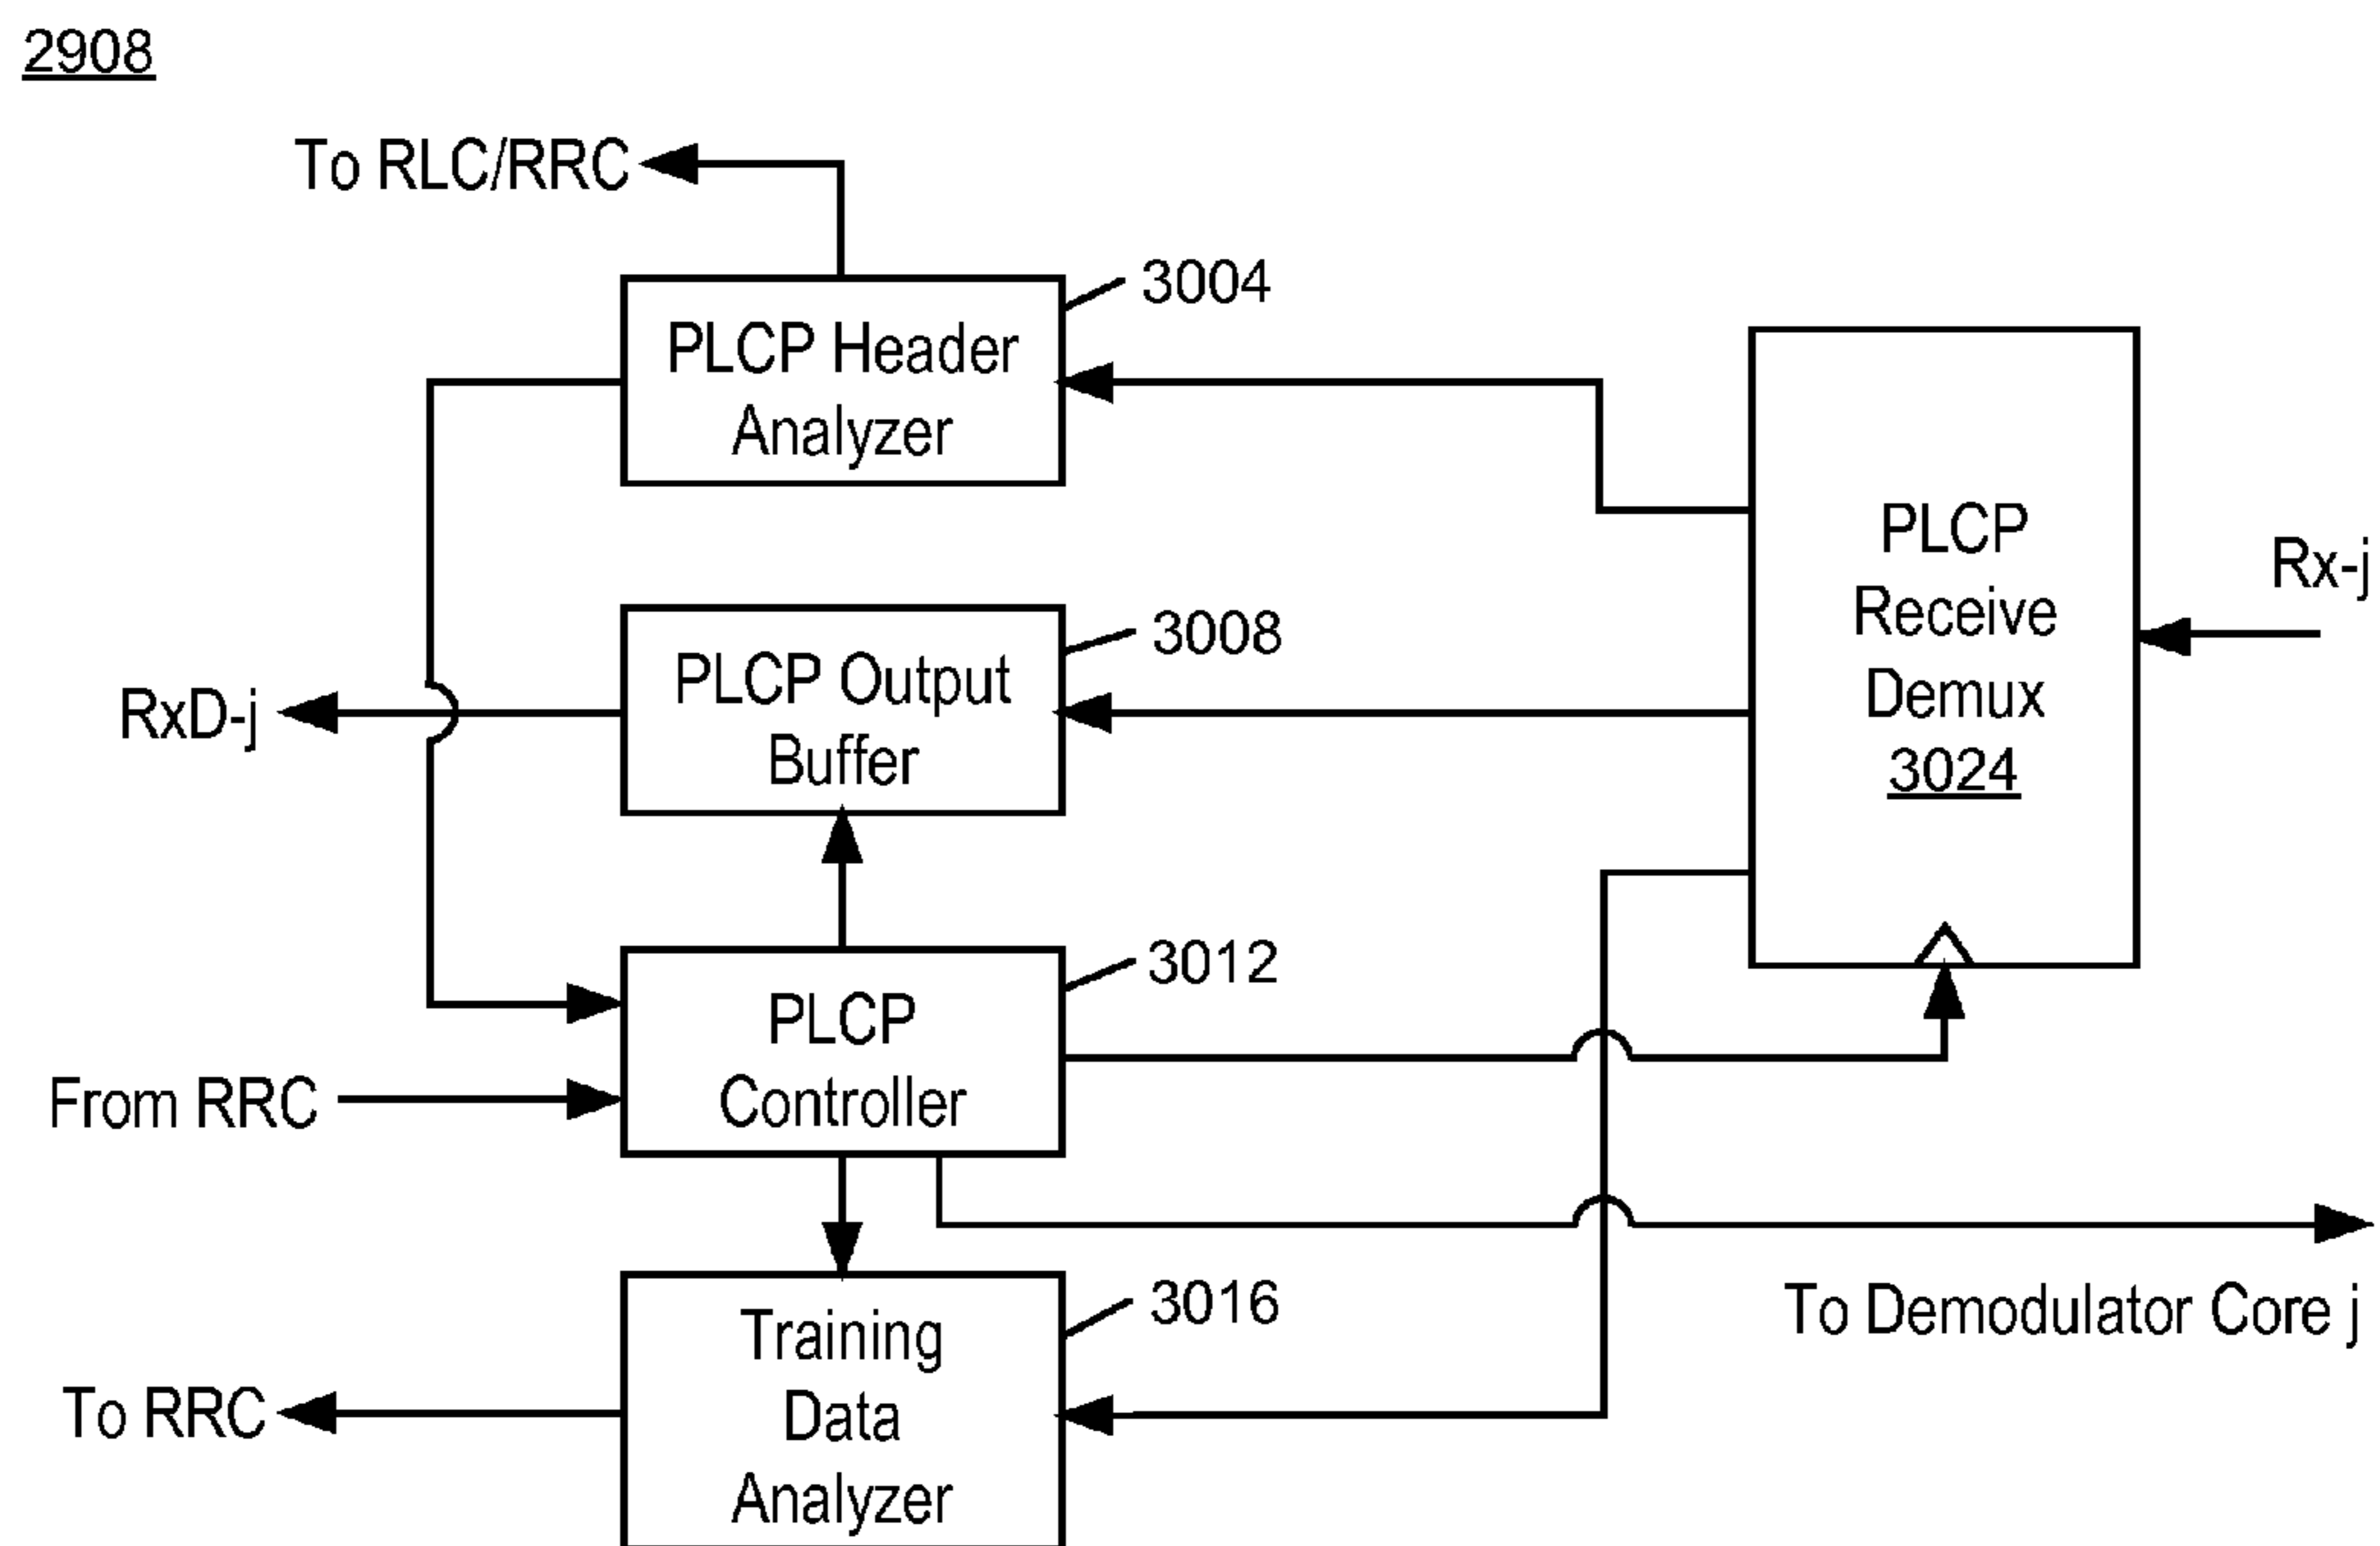 2908
To RLC/RRC
3004
PLCP Header
Analyzer
PLCP
Receive
Demux
3024
Rx-j
3008
PLCP Output
Buffer
RxD-j
3012
PLCP
Controller
From RRC
To Demodulator Core j
3016
Training
Data
Analyzer
To RRC